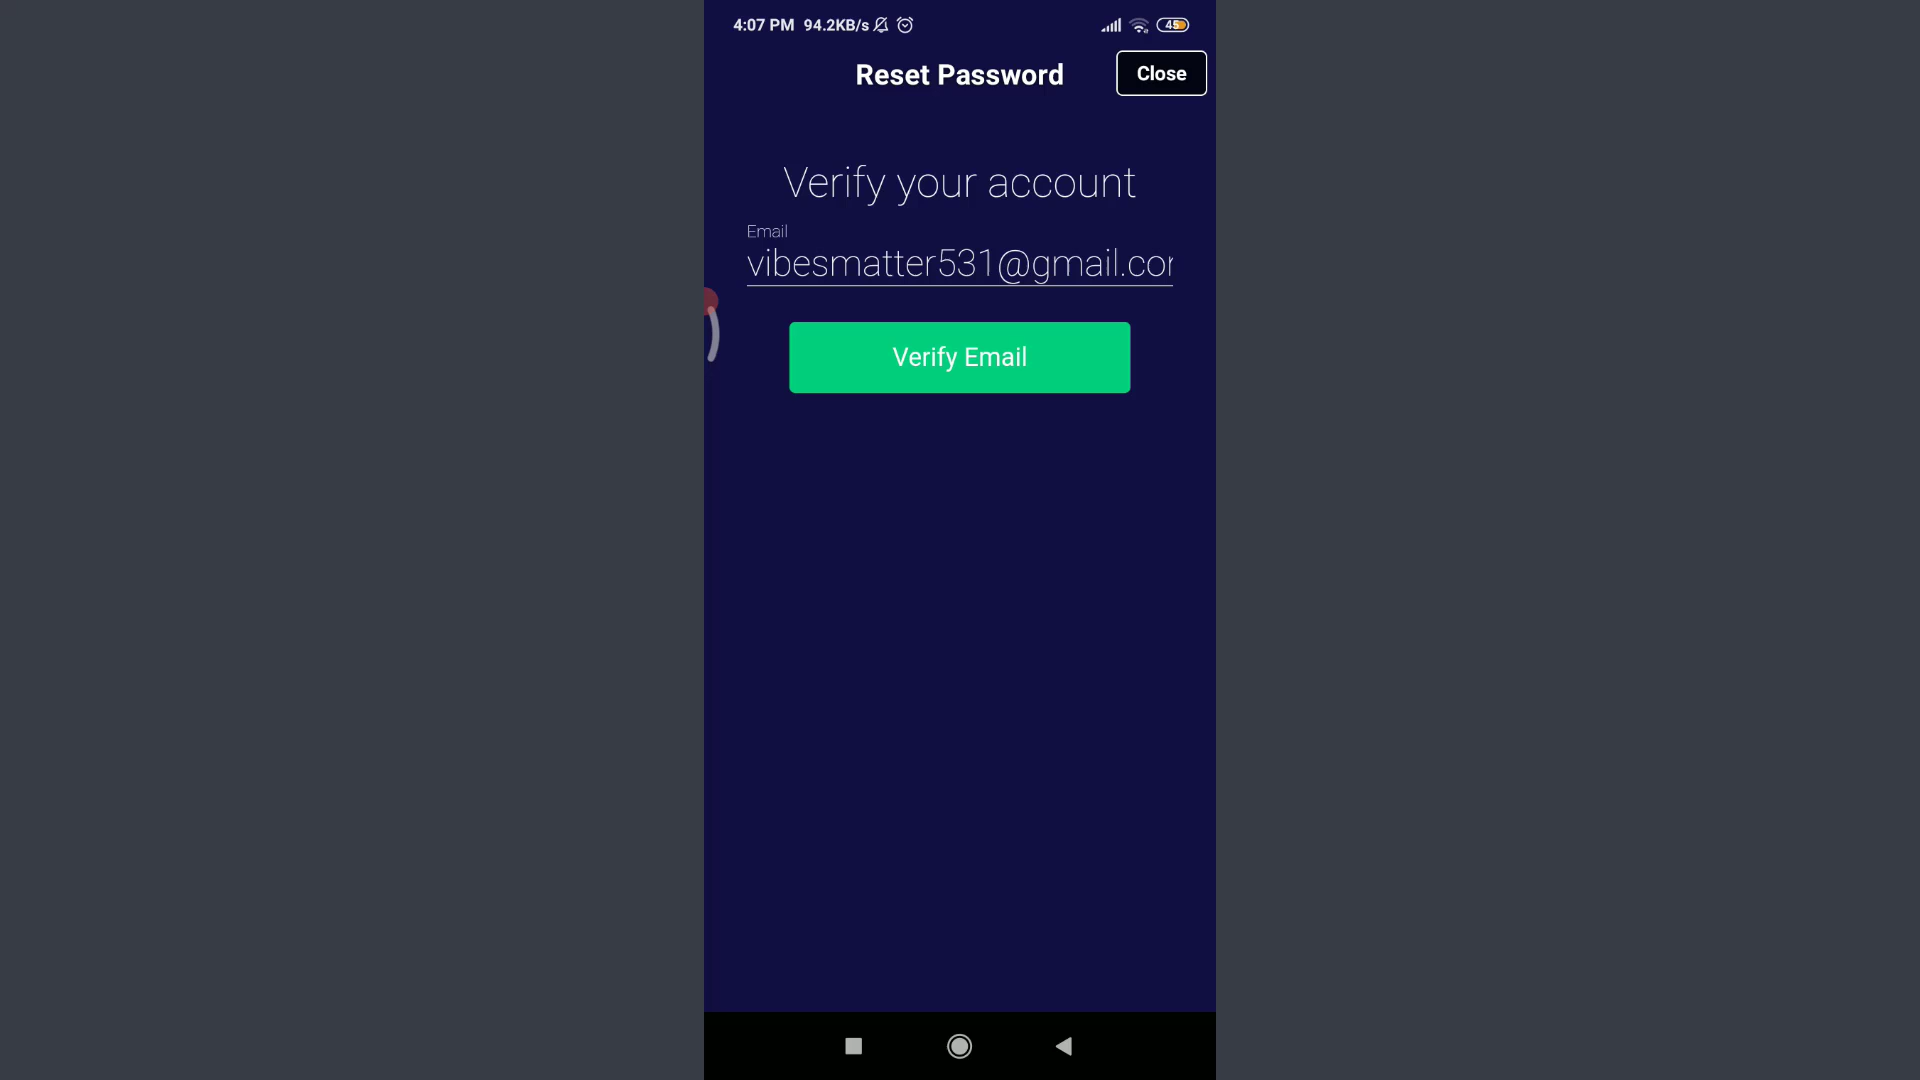 4:07 PM 94.2KB/s 45
Reset Password
Close
Verify your account
Email
vibesmatter531@gmail.cor
Verify Email